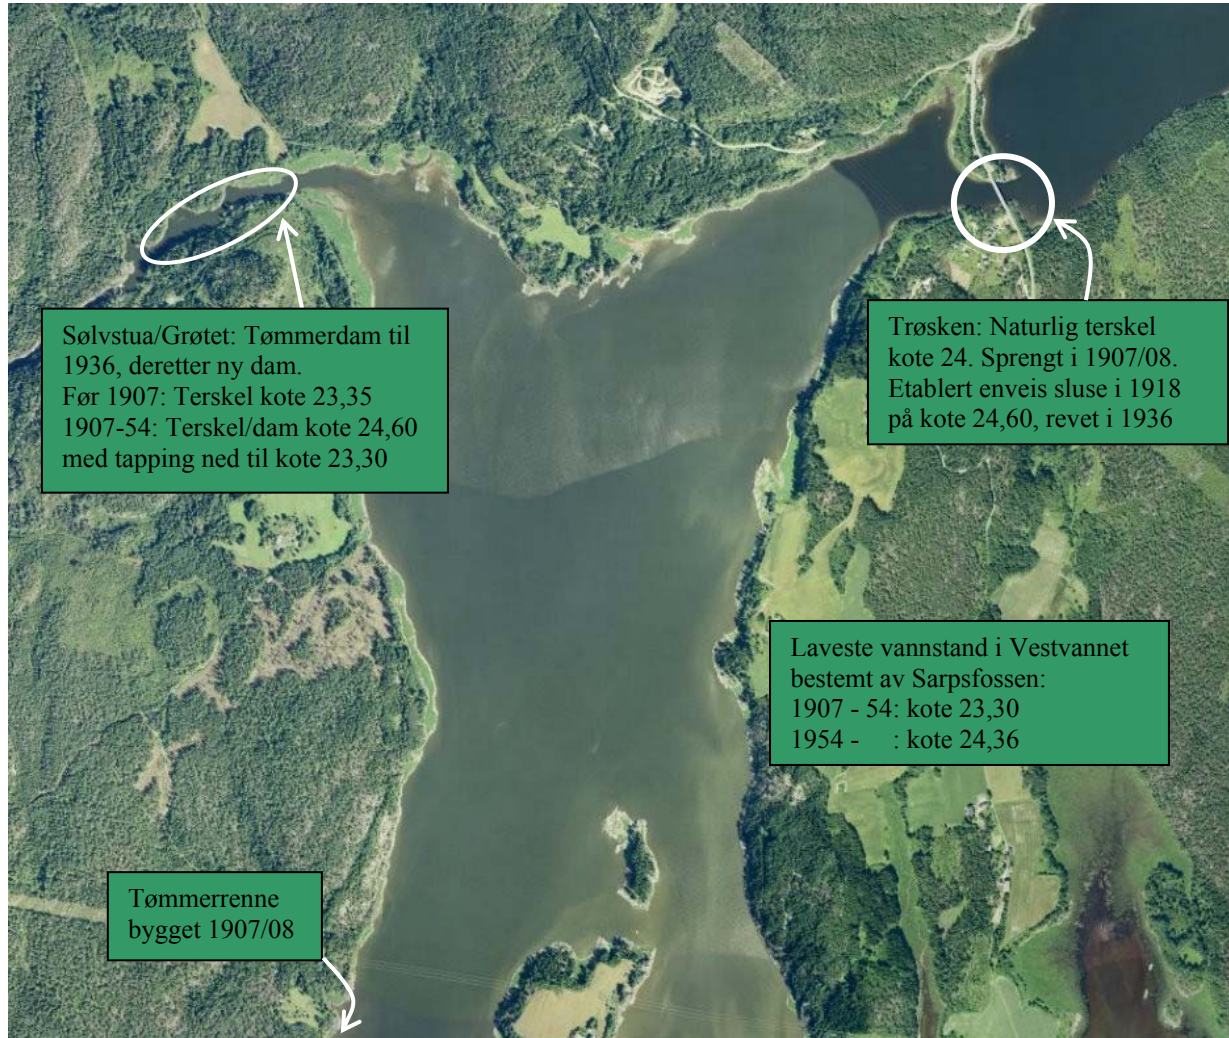 Sølvstua/Grøtet: Tømmerdam til
1936, deretter ny dam.
Før 1907: Terskel kote 23,35
1907-54: Terskel/dam kote 24,60
med tapping ned til kote 23,30
Trøsken: Naturlig terskel
kote 24. Sprengt i 1907/08.
Etablert enveis sluse i 1918
på kote 24,60, revet i 1936
Laveste vannstand i Vestvannet
bestemt av Sarpsfossen:
1907 - 54: kote 23,30
1954 - : kote 24,36
Tømmerrenne
bygget 1907/08